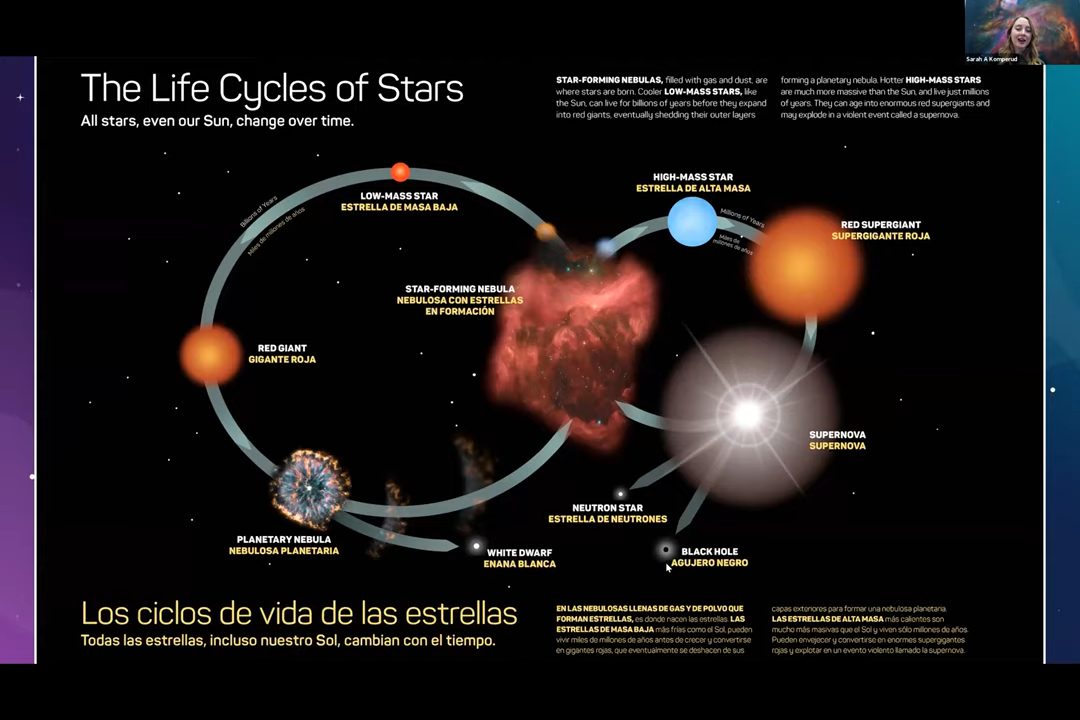 Sarah A Komperud
The Life Cycles of Stars
All stars, even our Sun, change over time.
STAR-FORMING NEBULAS, filled with gas and dust, are
where stars are born. Cooler LOW-MASS STARS, like
the Sun, can live for billions of years before they expand
into red giants, eventually shedding their outer layers
forming a planetary nebula. Hotter HIGH-MASS STARS
are much more massive than the Sun, and live just millions
of years. They can age into enormous red supergiants and
may explode in a violent event called a supernova.
LOW-MASS STAR
ESTRELLA DE MASA BAJA
Billions of Years
Miles de millones de años
HIGH-MASS STAR
ESTRELLA DE ALTA MASA
Millions of Years
Miles de
millones de años
RED SUPERGIANT
SUPERGIGANTE ROJA
STAR-FORMING NEBULA
NEBULOSA CON ESTRELLAS
EN FORMACIÓN
RED GIANT
GIGANTE ROJA
SUPERNOVA
SUPERNOVA
NEUTRON STAR
ESTRELLA DE NEUTRONES
PLANETARY NEBULA
NEBULOSA PLANETARIA
WHITE DWARF
ENANA BLANCA
BLACK HOLE
AGUJERO NEGRO
Los ciclos de vida de las estrellas
Todas las estrellas, incluso nuestro Sol, cambian con el tiempo.
EN LAS NEBULOSAS LLENAS DE GAS Y DE POLVO QUE
FORMAN ESTRELLAS, es donde nacen las estrellas. LAS
ESTRELLAS DE MASA BAJA más frías como el Sol, pueden
vivir miles de millones de años antes de crecer y convertirse
en gigantes rojas, que eventualmente se deshacen de sus
capas exteriores para formar una nebulosa planetaria.
LAS ESTRELLAS DE ALTA MASA más calientes son
mucho más masivas que el Sol y viven sólo millones de años.
Pueden envejecer y convertirse en enormes supergigantes
rojas y explotar en un evento violento llamado la supernova.